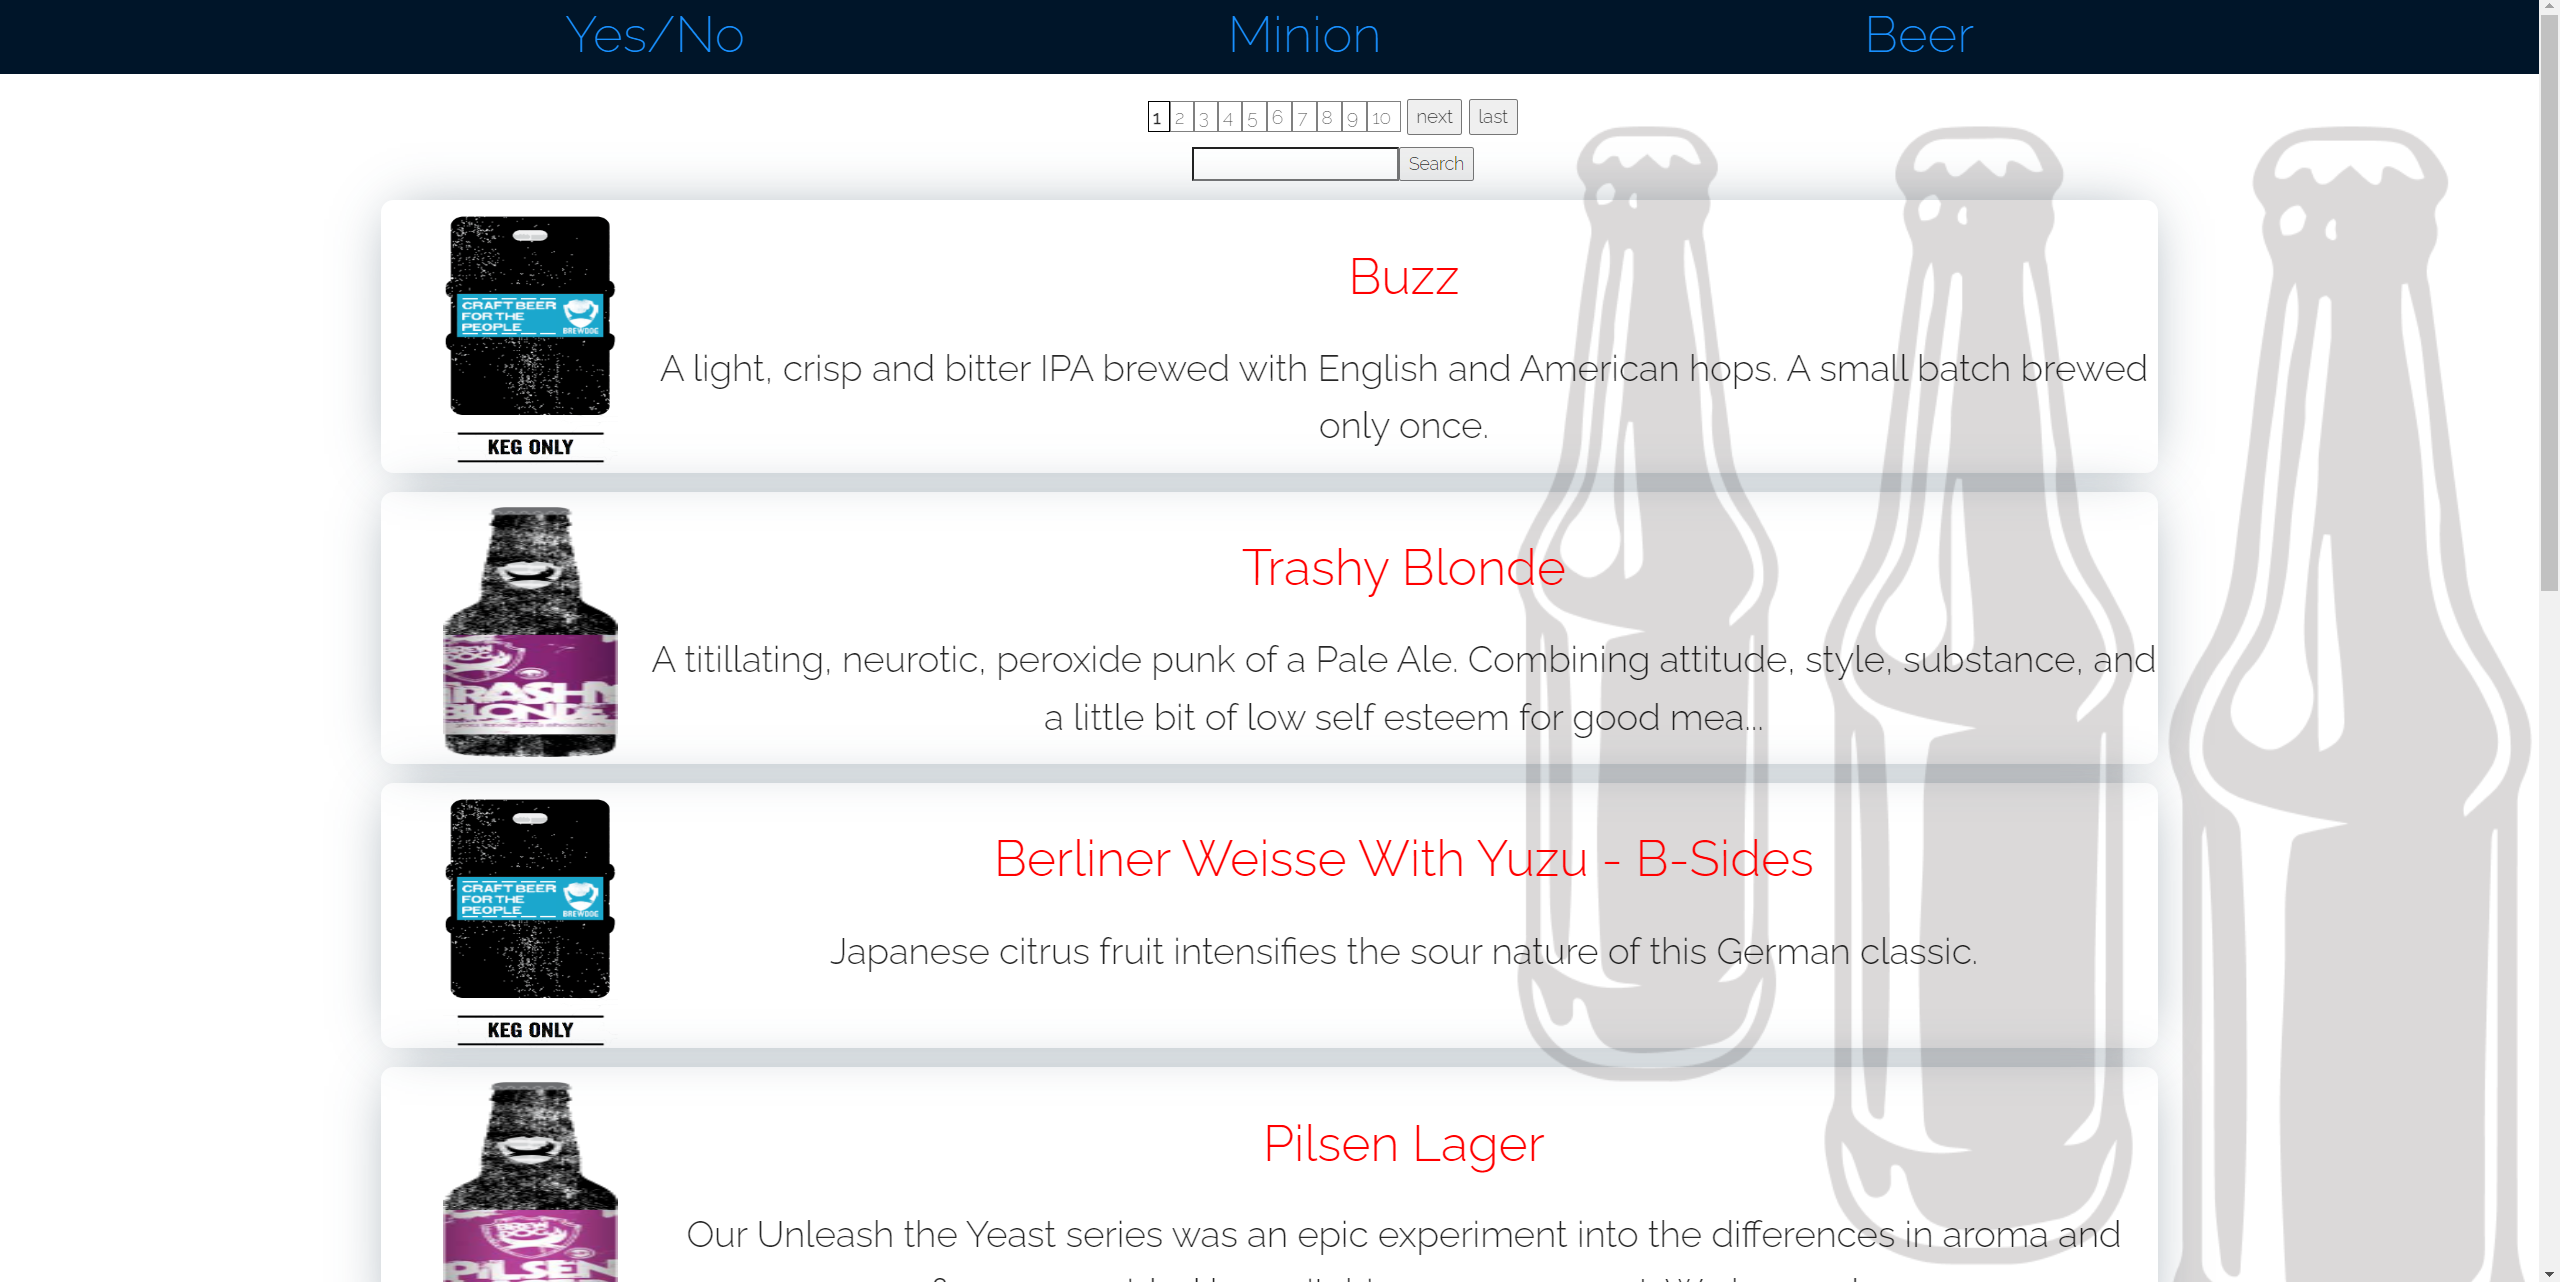 Yes/No Minion Beer
1 2 3 4 5 6 7 8 9 10 next last
Search
Buzz
CRAFT BEER
FOR THE
PEOPLE
BREWDOG
A light, crisp and bitter IPA brewed with English and American hops. A small batch brewed
only once.
KEG ONLY
Trashy Blonde
A titillating, neurotic, peroxide punk of a Pale Ale. Combining attitude, style, substance, and
a little bit of low self esteem for good mea...
TRASHY
BLONDE
Berliner Weisse With Yuzu - B-Sides
CRAFT BEER
FOR THE
PEOPLE
BREWDOG
Japanese citrus fruit intensifies the sour nature of this German classic.
KEG ONLY
Pilsen Lager
Our Unleash the Yeast series was an epic experiment into the differences in aroma and
BREW
DOG
PILSEN